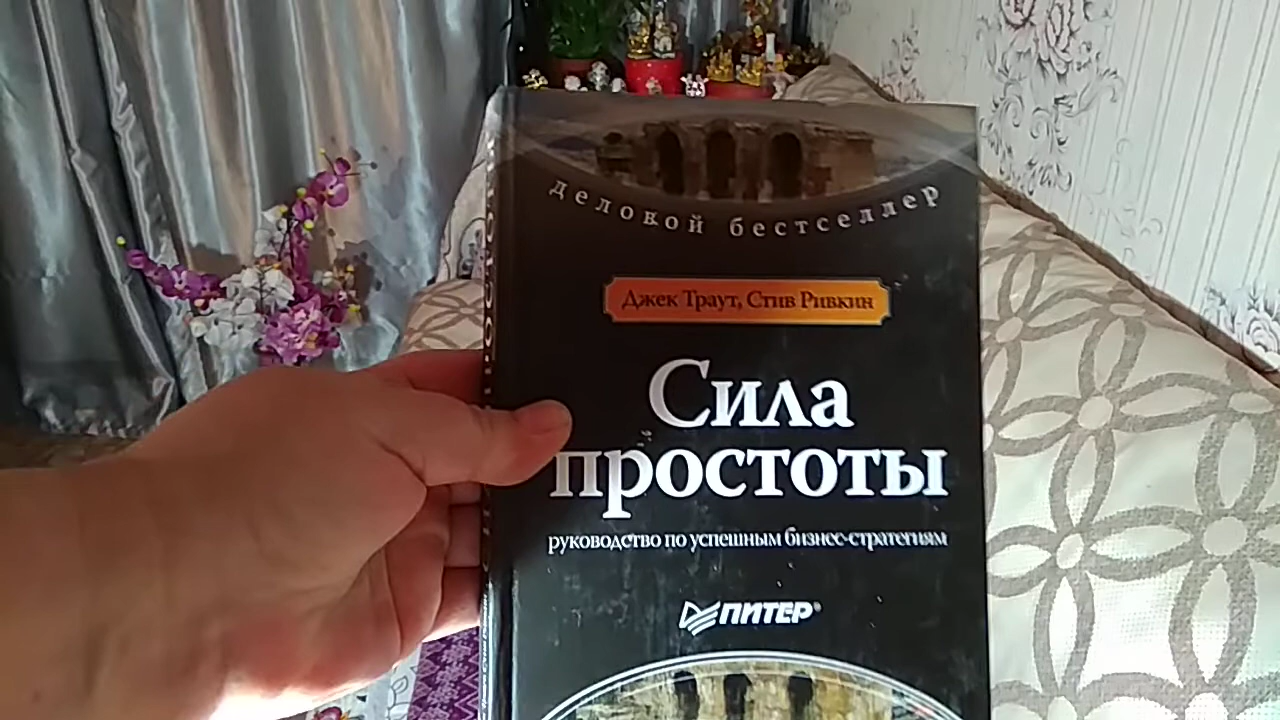 деловой бестселлер
Джек Траут, Стив Ривкин
Сила
простоты
руководство по успешным бизнес-стратегиям
ПИТЕР®